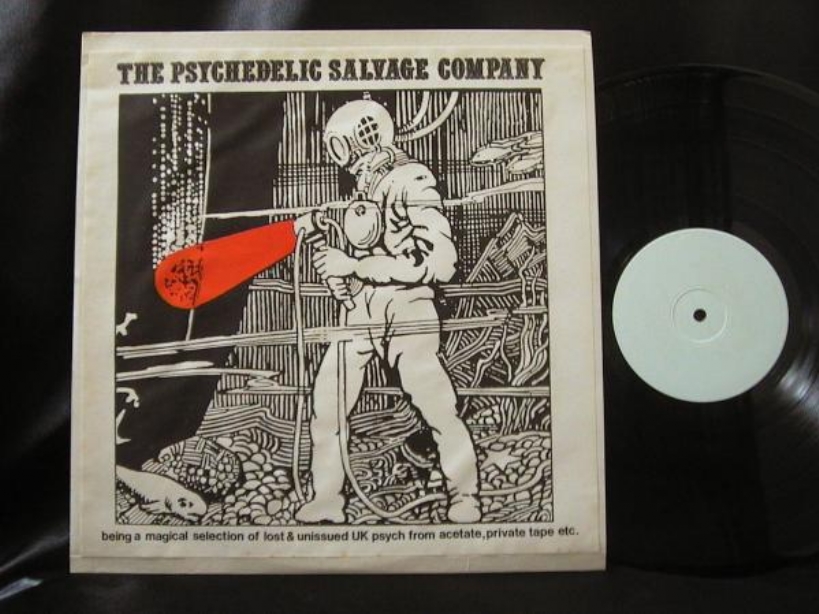 THE PSYCHEDELIC SALVAGE COMPANY
being a magical selection of lost & unissued UK psych from acetate,private tape etc.